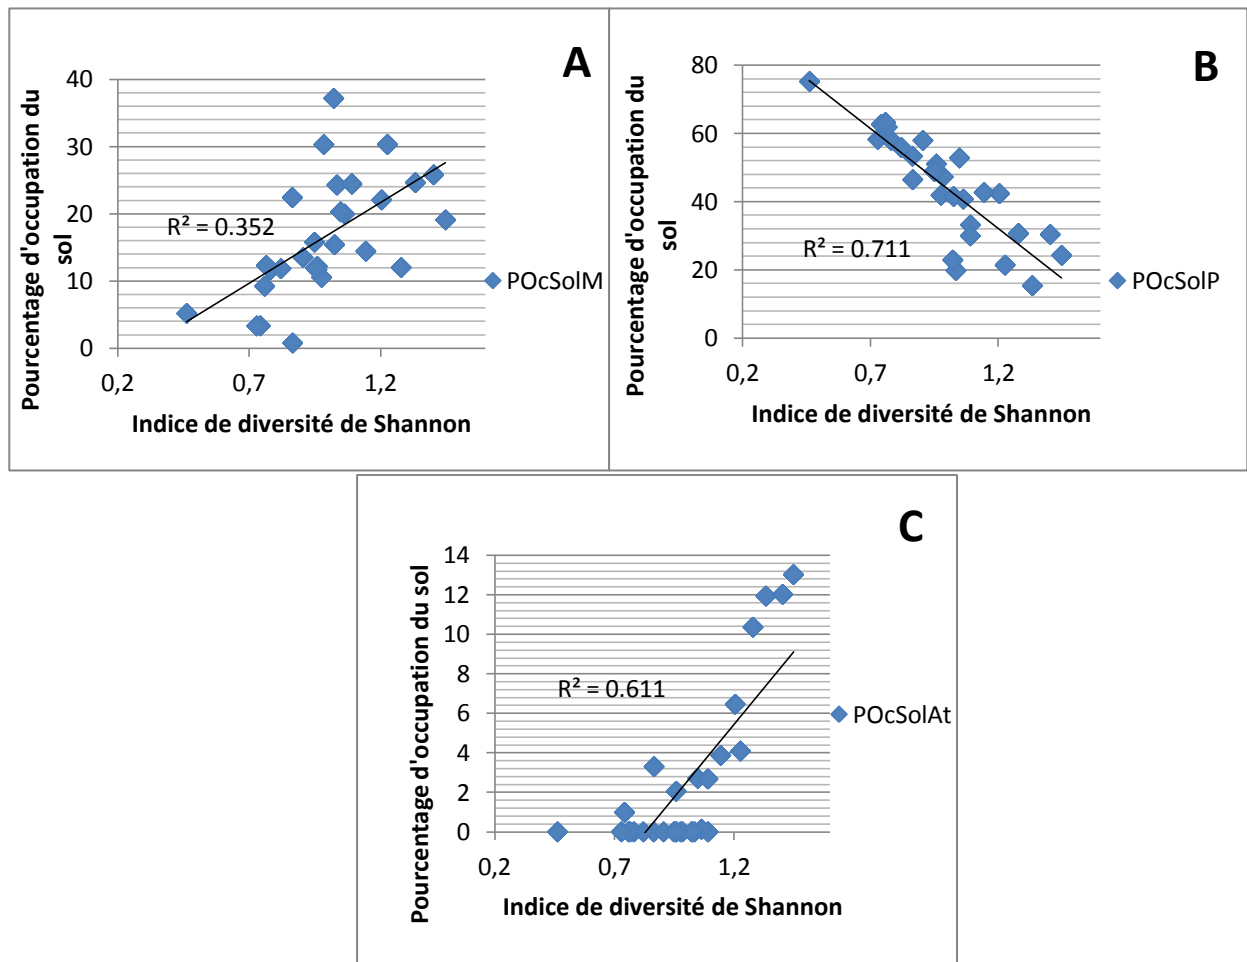 A
Pourcentage d'occupation du
sol
40
30
20
10
0
R² = 0.352
POcSolM
0,2 0,7 1,2
Indice de diversité de Shannon
B
Pourcentage d'occupation du
sol
80
60
40
20
0
R² = 0.711
POcSolP
0,2 0,7 1,2
Indice de diversité de Shannon
C
Pourcentage d'occupation du sol
14
12
10
8
6
4
2
0
R² = 0.611
POcSolAt
0,2 0,7 1,2
Indice de diversité de Shannon